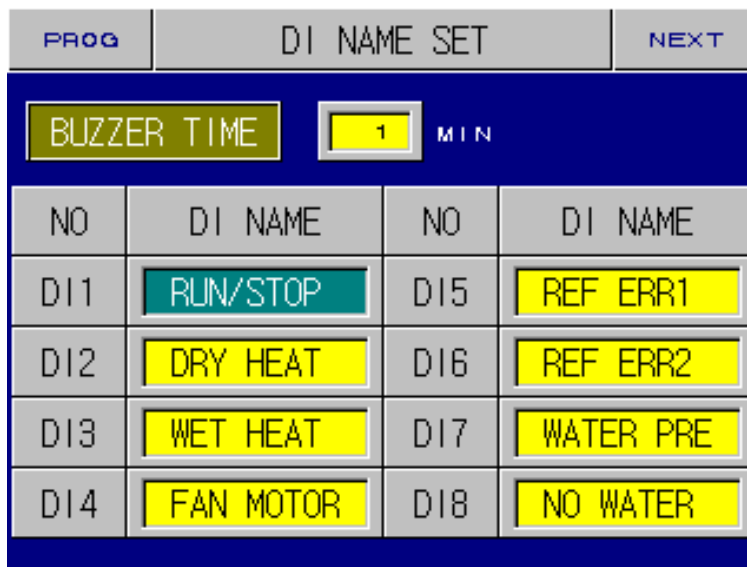 PROG DI NAME SET NEXT
BUZZER TIME 1 MIN
NO DI NAME NO DI NAME
DI1 RUN/STOP DI5 REF ERR1
DI2 DRY HEAT DI6 REF ERR2
DI3 WET HEAT DI7 WATER PRE
DI4 FAN MOTOR DI8 NO WATER